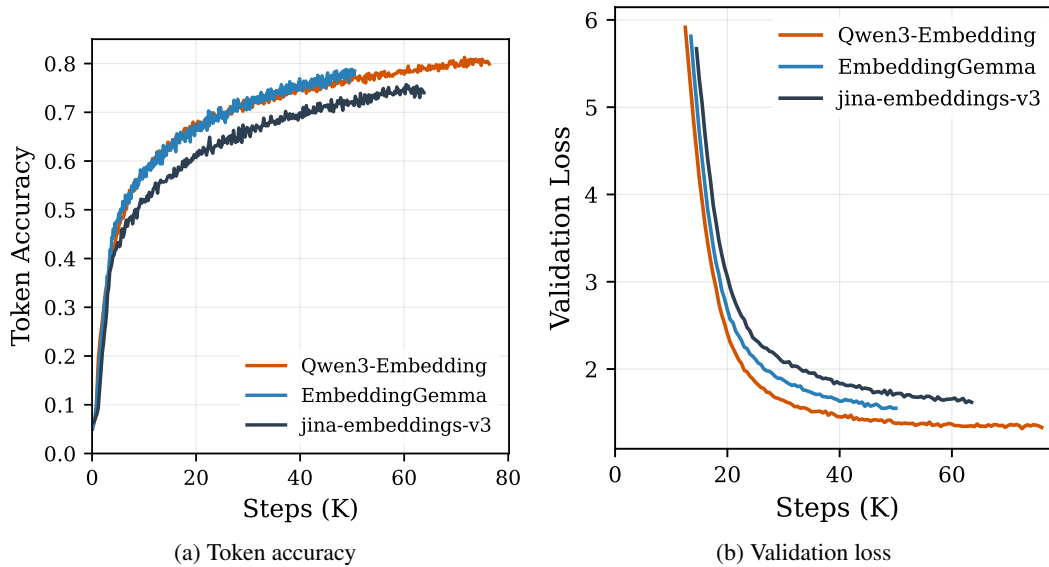 Token Accuracy
0.8
0.7
0.6
0.5
0.4
0.3
0.2
0.1
0.0
0 20 40 60 80
Steps (K)
Qwen3-Embedding
EmbeddingGemma
jina-embeddings-v3
(a) Token accuracy
Validation Loss
6
5
4
3
2
0 20 40 60
Steps (K)
Qwen3-Embedding
EmbeddingGemma
jina-embeddings-v3
(b) Validation loss